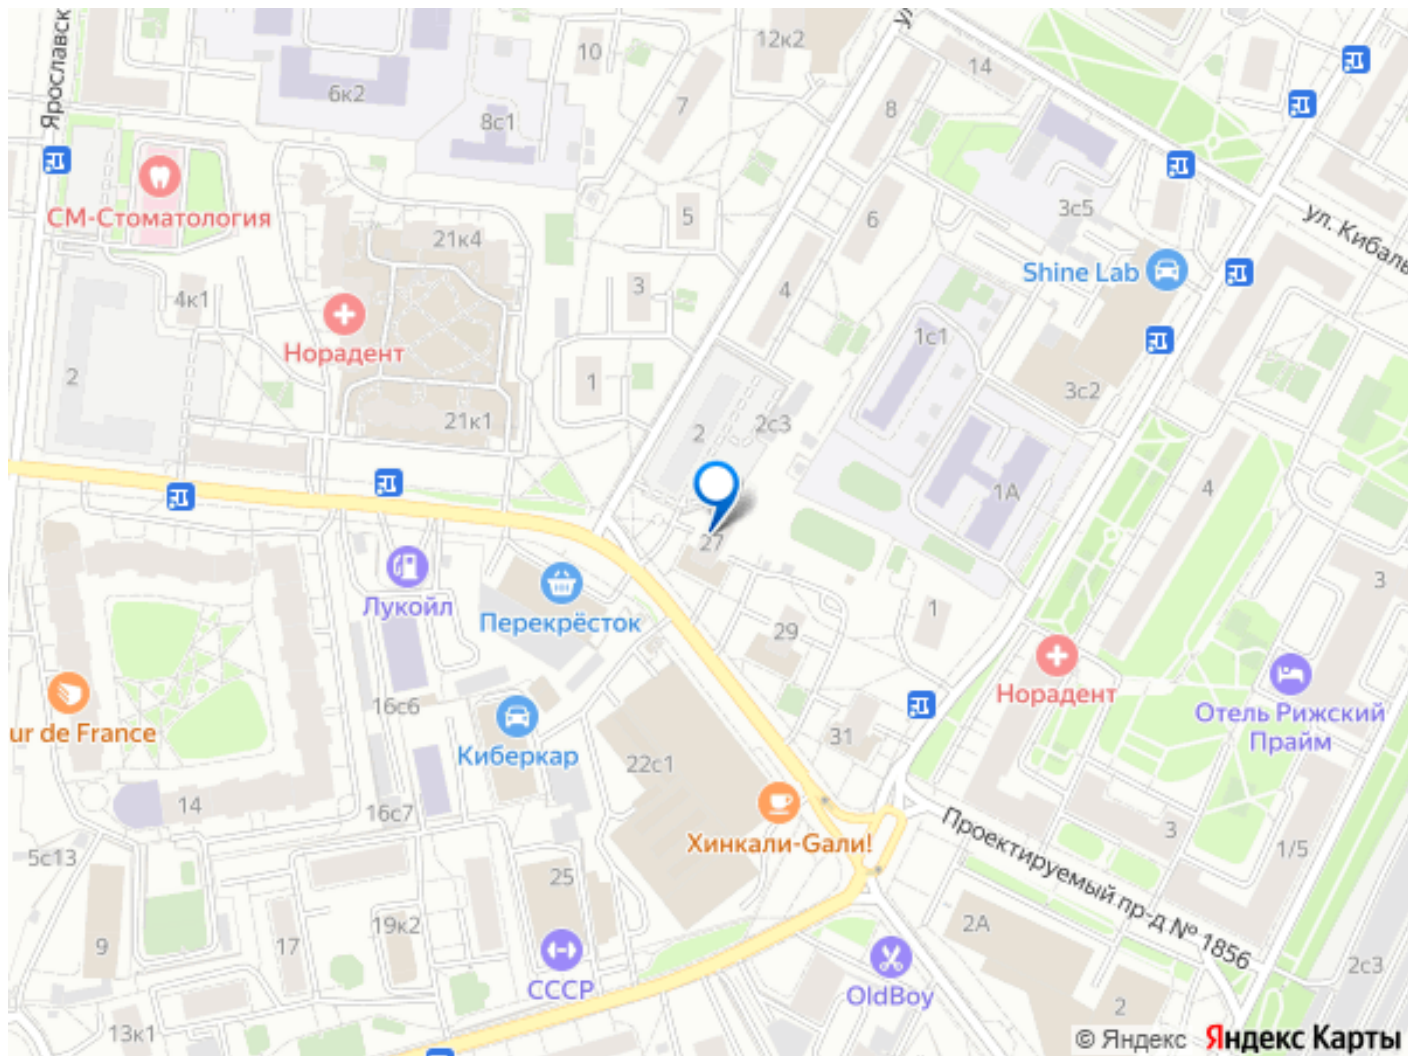 Ярославск
ул
10
12к2
14
6к2
7
8
8с1
СМ-Стоматология
3с5
5
6
ул. Кибаль
21к4
Shine Lab
4к1
3
4
Норадент
1с1
2
1
3с2
21к1
2
2с3
4
1А
27
3
Лукойл
Перекрёсток
29
1
Норадент
16с6
Отель Рижский
Прайм
ur de France
Киберкар
22с1
31
14
16с7
Хинкали-Gали!
Проектируемый пр-д № 1856
3
1/5
5с13
25
9
17
19к2
2А
СССР
OldBoy
2с3
13к1
2
© Яндекс Яндекс Карты